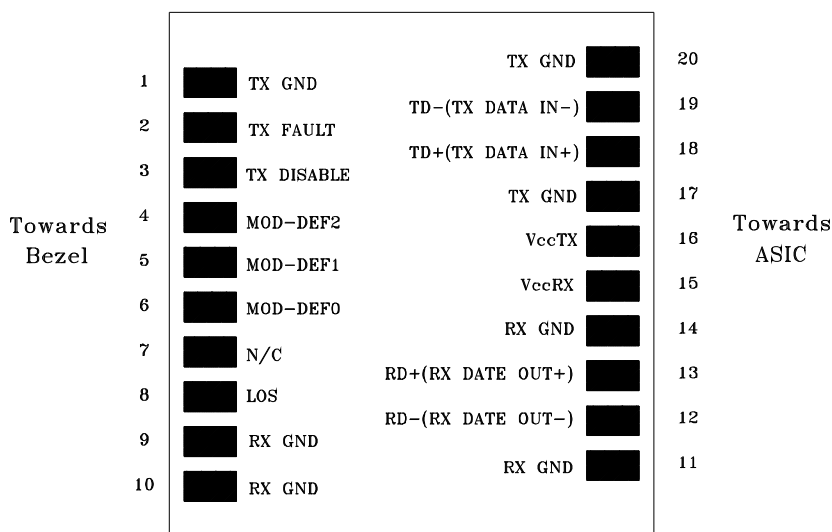 TX GND 20
1 TX GND
TD-(TX DATA IN-) 19
2 TX FAULT
TD+(TX DATA IN+) 18
3 TX DISABLE
TX GND 17
4 MOD-DEF2
Towards
Bezel
VccTX 16
Towards
ASIC
5 MOD-DEF1
VccRX 15
6 MOD-DEF0
RX GND 14
7 N/C
RD+(RX DATE OUT+) 13
8 LOS
RD-(RX DATE OUT-) 12
9 RX GND
RX GND 11
10 RX GND